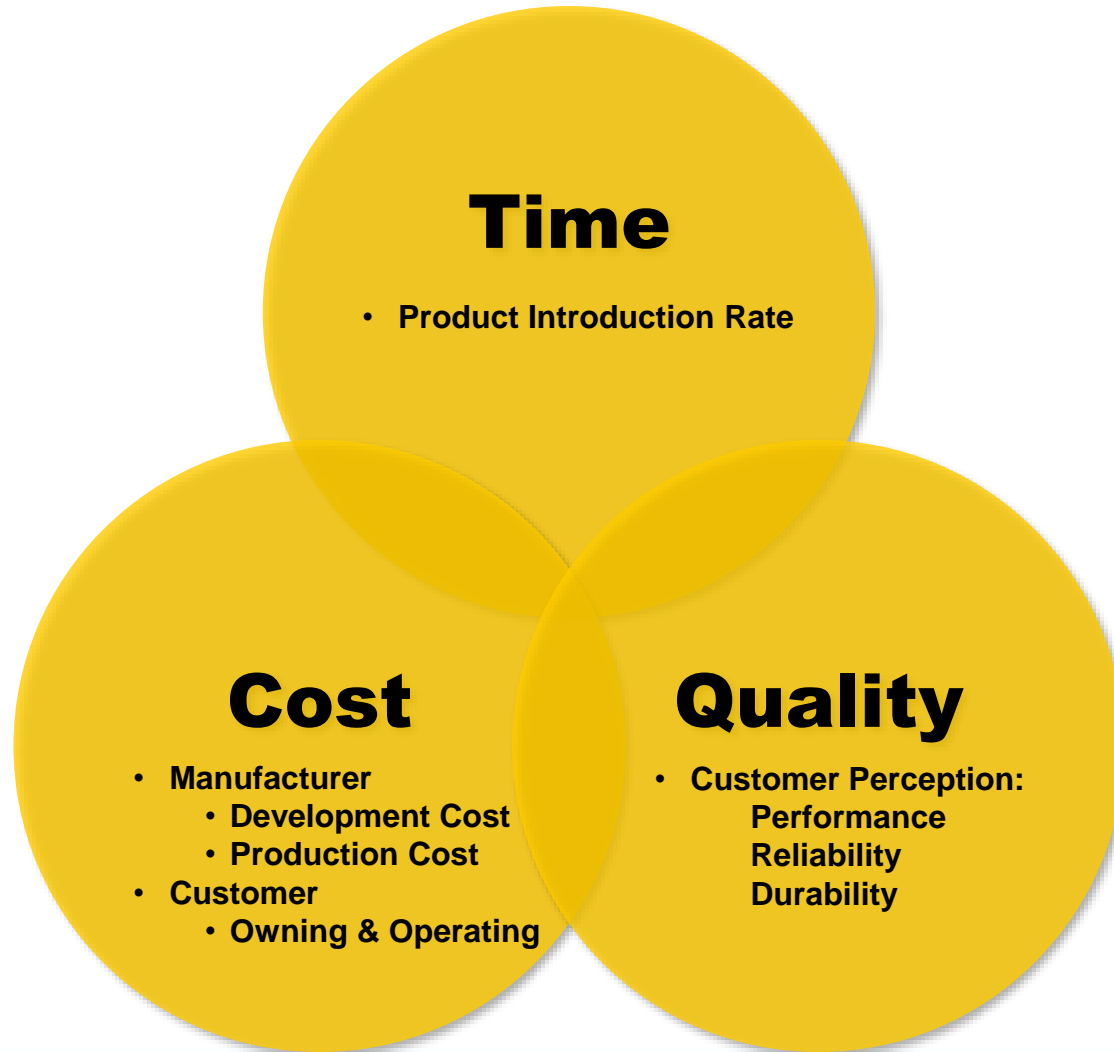 Time
• Product Introduction Rate
Cost
• Manufacturer
• Development Cost
• Production Cost
• Customer
• Owning & Operating
Quality
• Customer Perception:
Performance
Reliability
Durability